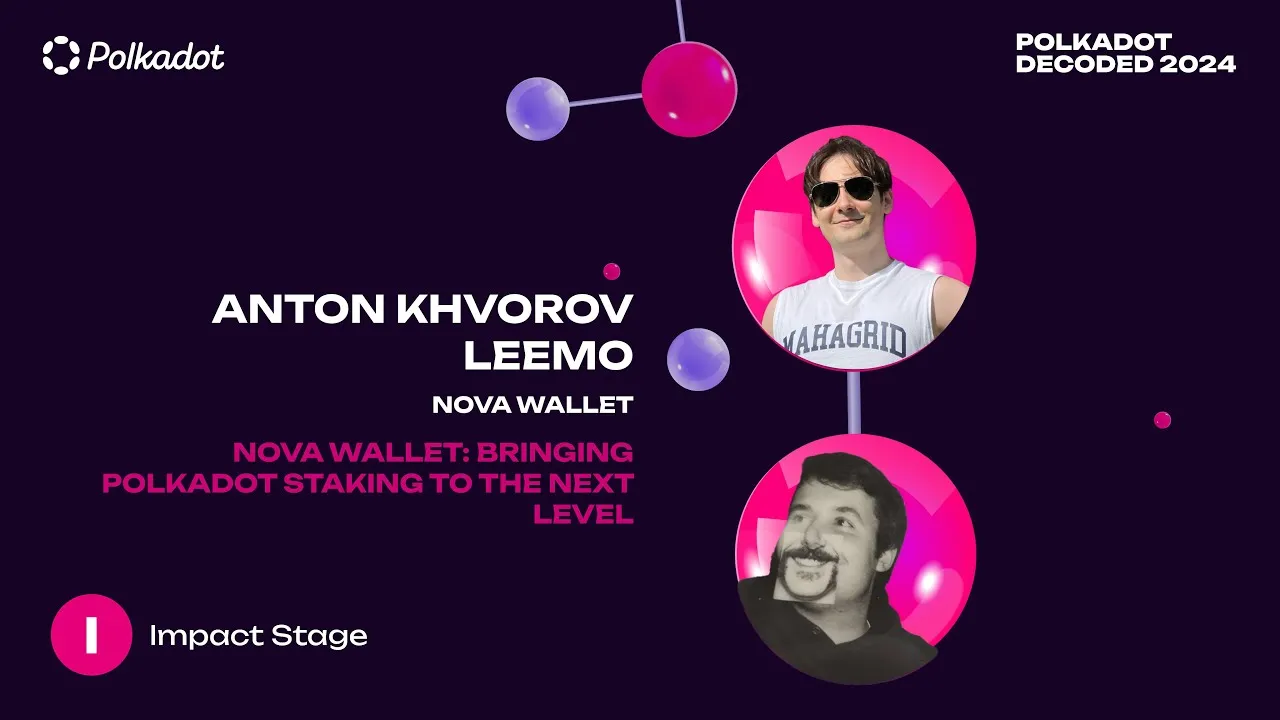 Polkadot
POLKADOT
DECODED 2024
MAHAGRID
ANTON KHVOROV
LEEMO
NOVA WALLET
NOVA WALLET: BRINGING
POLKADOT STAKING TO THE NEXT
LEVEL
I
Impact Stage